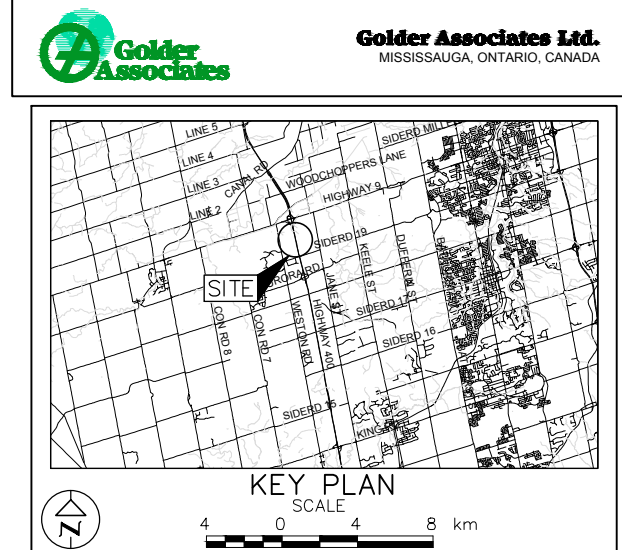 Golder
Associates
Golder Associates Ltd.
MISSISSAUGA, ONTARIO, CANADA
LINE 5
LINE 4
LINE 3
LINE 2
CANAL RD
WOODCHOPPERS LANE
HIGHWAY 9
SIDERD 19
SITE
CON RD 8
CON RD 7
WESTON RD
HIGHWAY 400
JANE ST
KEELE ST
DUFFERIN ST
SIDERD 17
SIDERD 16
SIDERD 15
KING
KEY PLAN
SCALE
4 0 4 8 km
N